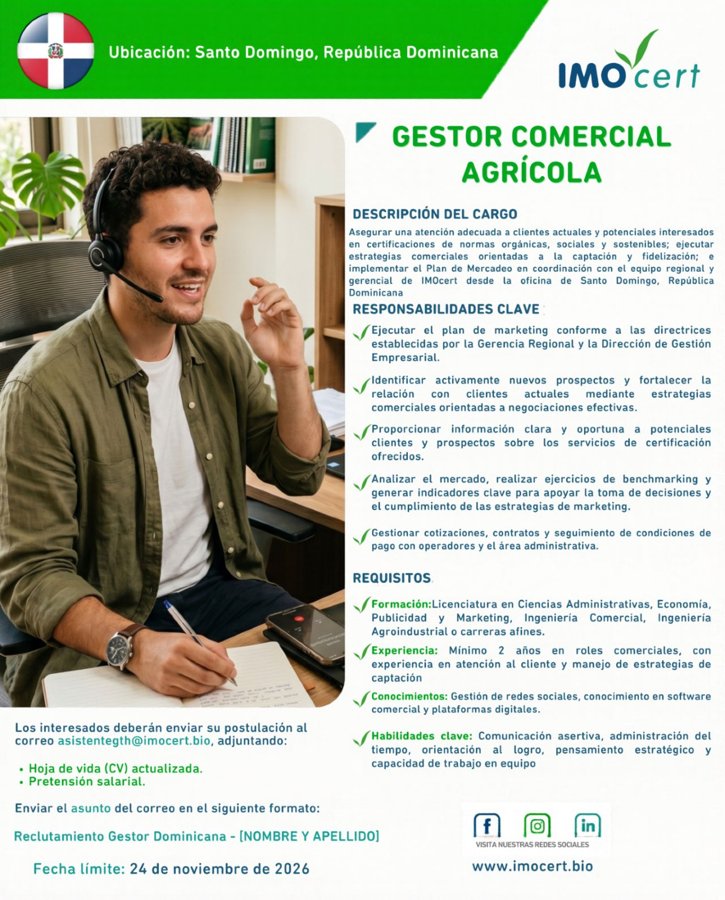 Ubicación: Santo Domingo, República Dominicana
IMOcert
GESTOR COMERCIAL
AGRÍCOLA
DESCRIPCIÓN DEL CARGO
Asegurar una atención adecuada a clientes actuales y potenciales interesados
en certificaciones de normas orgánicas, sociales y sostenibles; ejecutar
estrategias comerciales orientadas a la captación y fidelización; e
implementar el Plan de Mercadeo en coordinación con el equipo regional y
gerencial de IMOcert desde la oficina de Santo Domingo, República
Dominicana
RESPONSABILIDADES CLAVE
Ejecutar el plan de marketing conforme a las directrices
establecidas por la Gerencia Regional y la Dirección de Gestión
Empresarial.
Identificar activamente nuevos prospectos y fortalecer la
relación con clientes actuales mediante estrategias
comerciales orientadas a negociaciones efectivas.
Proporcionar información clara y oportuna a potenciales
clientes y prospectos sobre los servicios de certificación
ofrecidos.
Analizar el mercado, realizar ejercicios de benchmarking y
generar indicadores clave para apoyar la toma de decisiones y
el cumplimiento de las estrategias de marketing.
Gestionar cotizaciones, contratos y seguimiento de condiciones de
pago con operadores y el área administrativa.
REQUISITOS
Formación:Licenciatura en Ciencias Administrativas, Economía,
Publicidad y Marketing, Ingeniería Comercial, Ingeniería
Agroindustrial o carreras afines.
Experiencia: Mínimo 2 años en roles comerciales, con
experiencia en atención al cliente y manejo de estrategias de
captación
Conocimientos: Gestión de redes sociales, conocimiento en software
comercial y plataformas digitales.
Habilidades clave: Comunicación asertiva, administración del
tiempo, orientación al logro, pensamiento estratégico y
capacidad de trabajo en equipo
Los interesados deberán enviar su postulación al
correo asistentegth@imocert.bio, adjuntando:
• Hoja de vida (CV) actualizada.
• Pretensión salarial.
Enviar el asunto del correo en el siguiente formato:
Reclutamiento Gestor Dominicana - [NOMBRE Y APELLIDO]
Fecha límite: 24 de noviembre de 2026
VISITA NUESTRAS REDES SOCIALES
www.imocert.bio